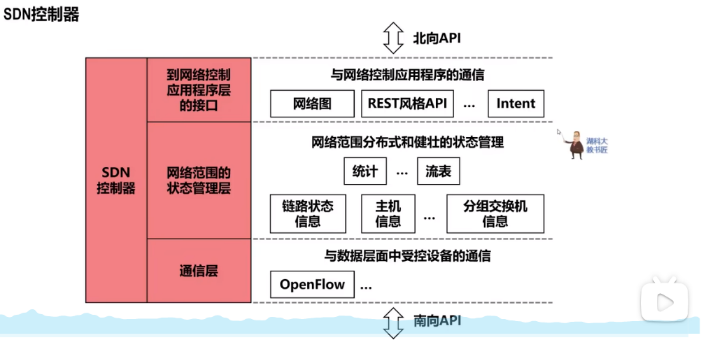 SDN控制器
北向API
到网络控制
应用程序层
的接口
与网络控制应用程序的通信
网络图
REST风格API
...
Intent
SDN
控制器
网络范围的
状态管理层
网络范围分布式和健壮的状态管理
统计
...
流表
链路状态
信息
主机
信息
...
分组交换机
信息
湖科大
教书匠
通信层
与数据层面中受控设备的通信
OpenFlow
...
南向API